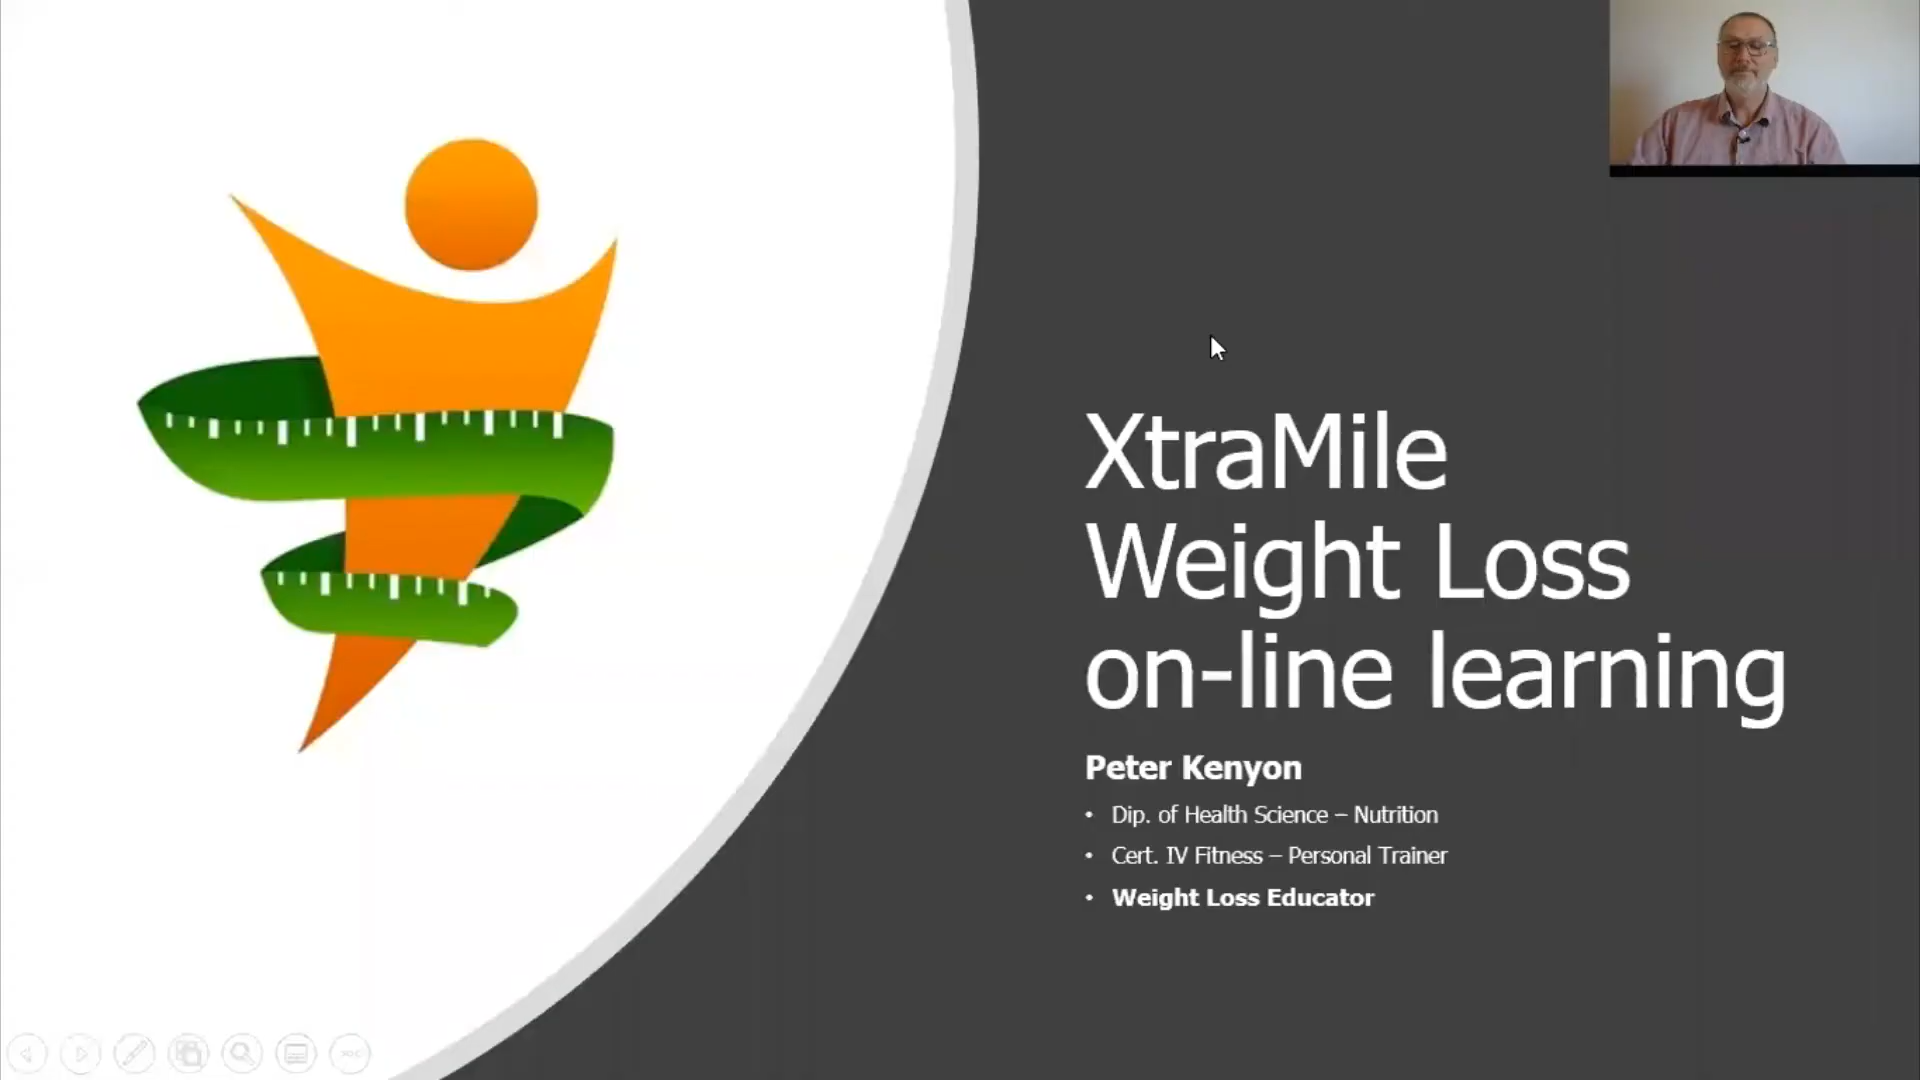 XtraMile
Weight Loss
on-line learning
Peter Kenyon
• Dip. of Health Science – Nutrition
• Cert. IV Fitness – Personal Trainer
• Weight Loss Educator